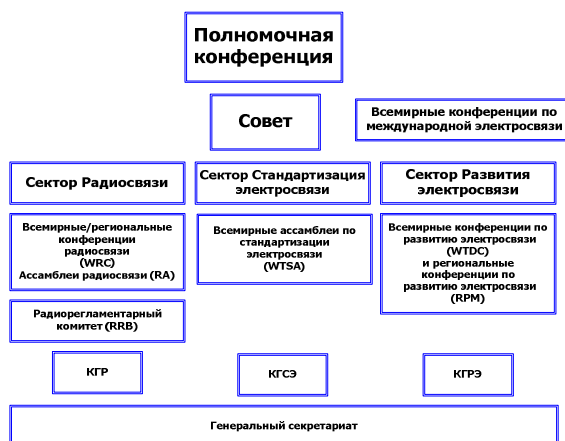 Полномочная
конференция
Совет
Всемирные конференции по
международной электросвязи
Сектор Радиосвязи
Сектор Стандартизация
электросвязи
Сектор Развития
электросвязи
Всемирные/региональные
конференции
радиосвязи
(WRC)
Ассамблеи радиосвязи (RA)
Всемирные ассамблеи по
стандартизации
электросвязи
(WTSA)
Всемирные конференции по
развитию электросвязи
(WTDC)
и региональные
конференции по
развитию электросвязи
(RPM)
Радиорегламентарный
комитет (RRB)
КГР
КГСЭ
КГРЭ
Генеральный секретариат